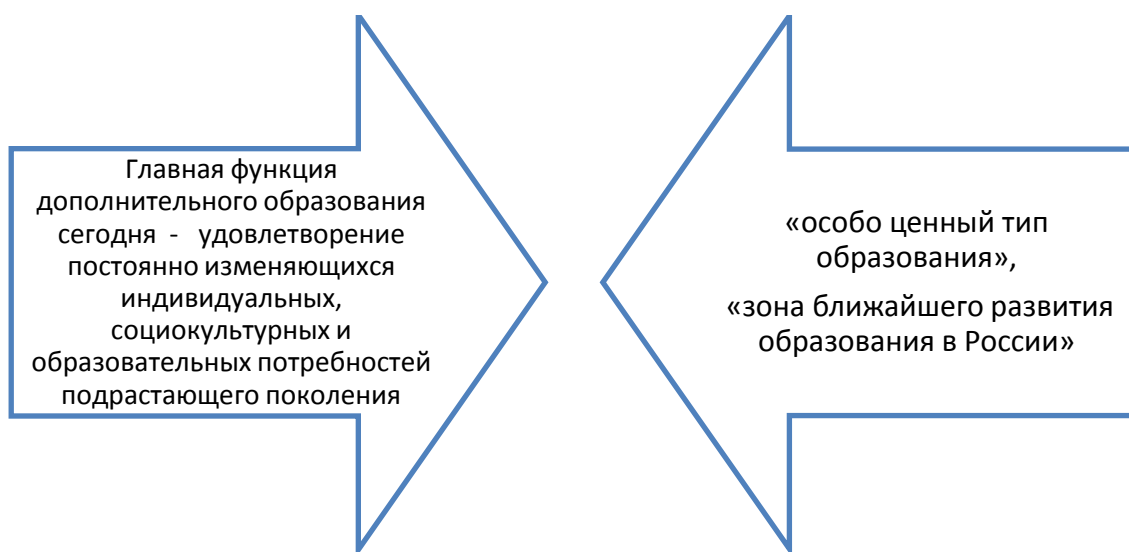 Главная функция
дополнительного образования
сегодня - удовлетворение
постоянно изменяющихся
индивидуальных,
социокультурных и
образовательных потребностей
подрастающего поколения
«особо ценный тип
образования»,
«зона ближайшего развития
образования в России»